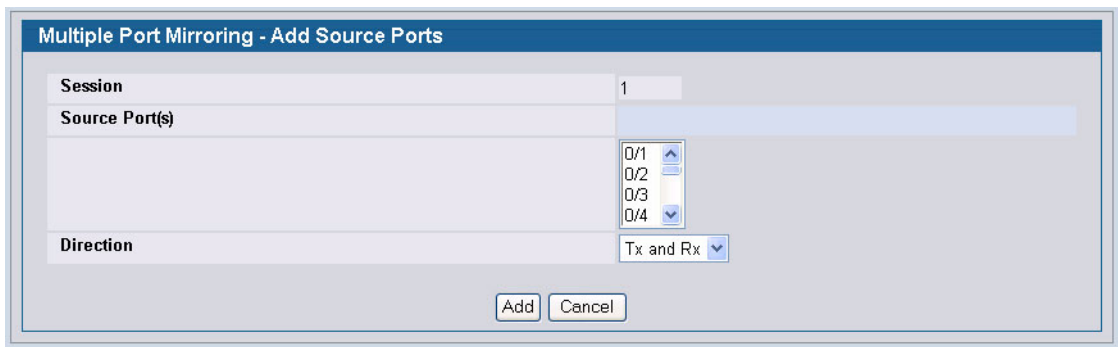 Multiple Port Mirroring - Add Source Ports
Session
1
Source Port(s)
0/1
0/2
0/3
0/4
Direction
Tx and Rx
Add
Cancel